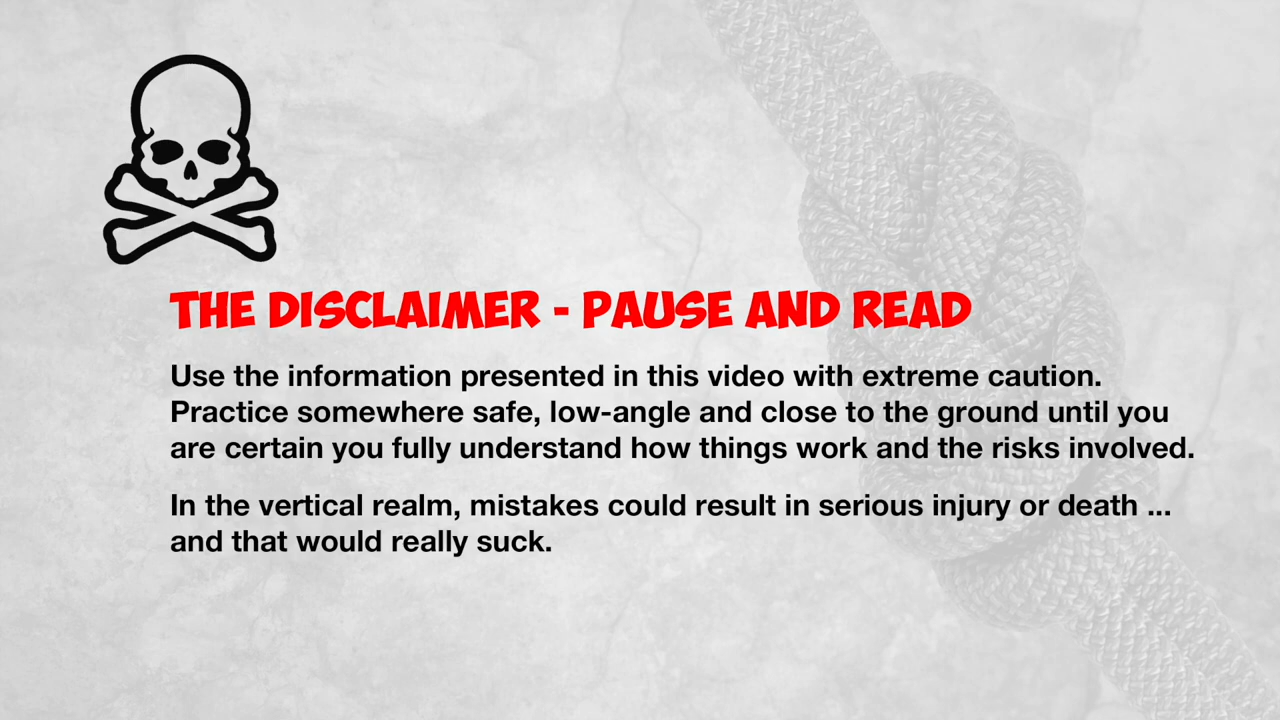 THE DISCLAIMER - PAUSE AND READ
Use the information presented in this video with extreme caution.
Practice somewhere safe, low-angle and close to the ground until you
are certain you fully understand how things work and the risks involved.
In the vertical realm, mistakes could result in serious injury or death ...
and that would really suck.